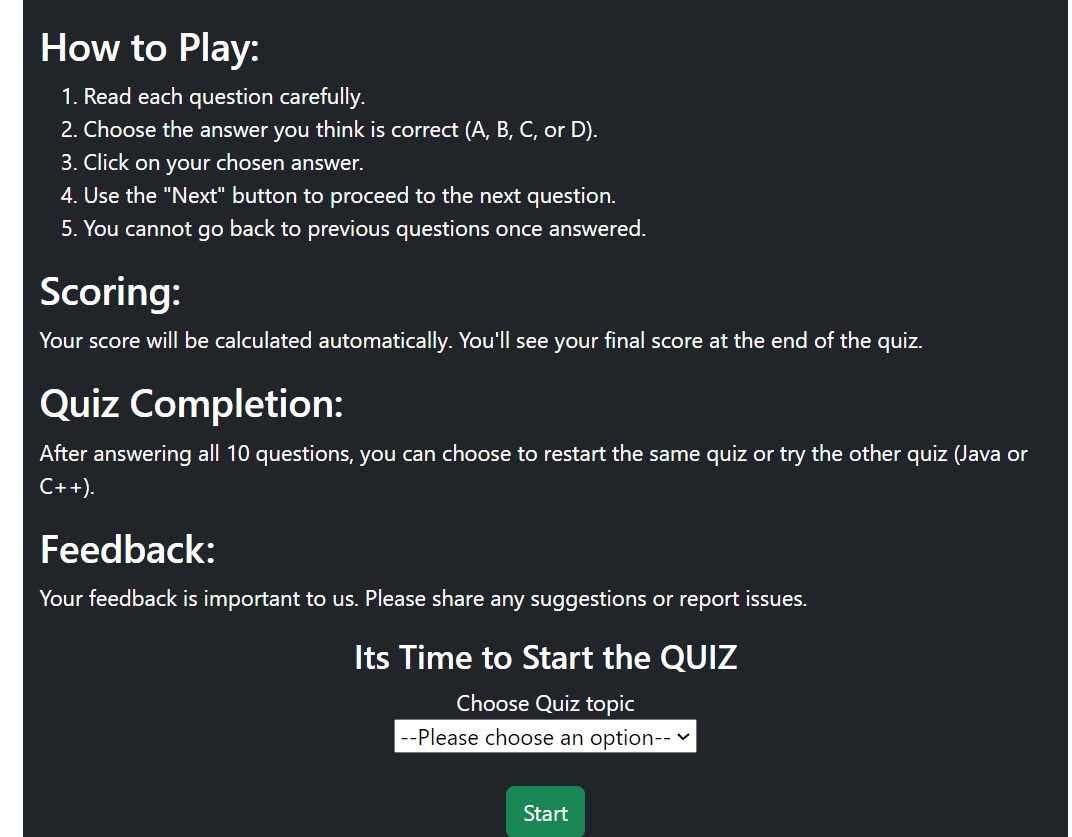 How to Play:
1. Read each question carefully.
2. Choose the answer you think is correct (A, B, C, or D).
3. Click on your chosen answer.
4. Use the "Next" button to proceed to the next question.
5. You cannot go back to previous questions once answered.
Scoring:
Your score will be calculated automatically. You'll see your final score at the end of the quiz.
Quiz Completion:
After answering all 10 questions, you can choose to restart the same quiz or try the other quiz (Java or
C++).
Feedback:
Your feedback is important to us. Please share any suggestions or report issues.
Its Time to Start the QUIZ
Choose Quiz topic
--Please choose an option--
Start